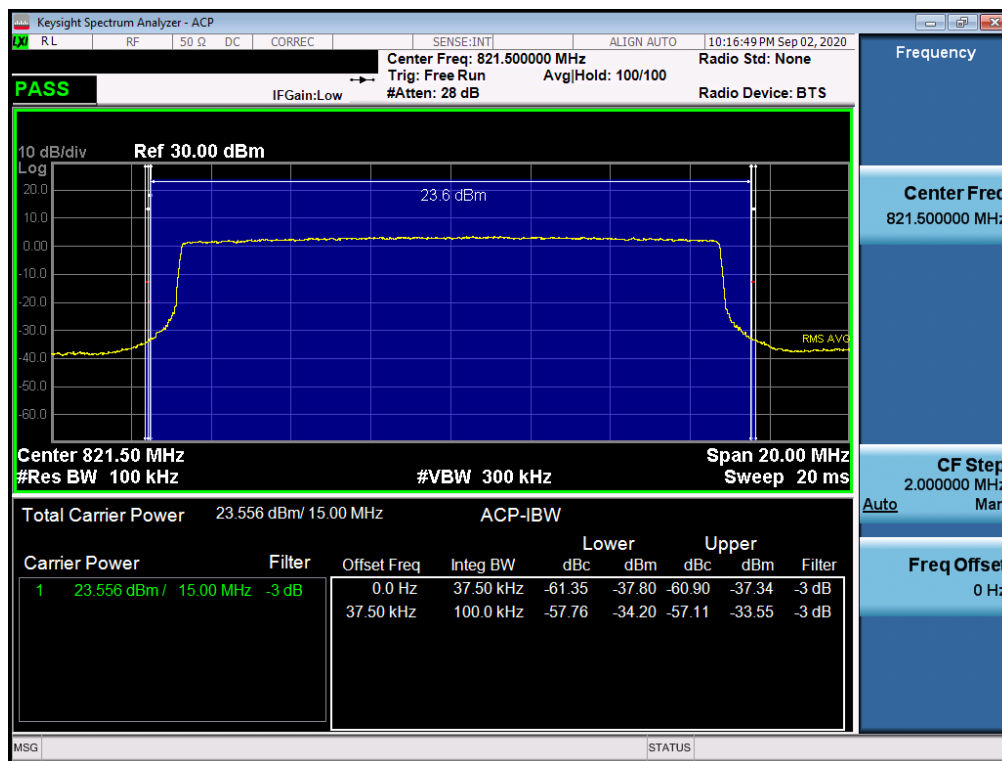 Keysight Spectrum Analyzer - ACP
LXI RL RF 50 Ω DC CORREC SENSE:INT ALIGN AUTO 10:16:49 PM Sep 02, 2020
Center Freq: 821.500000 MHz Radio Std: None
Trig: Free Run Avg|Hold: 100/100
PASS IFGain:Low #Atten: 28 dB Radio Device: BTS
Frequency
10 dB/div Ref 30.00 dBm
Log
20.0
10.0
0.00
-10.0
-20.0
-30.0
-40.0
-50.0
-60.0
23.6 dBm
RMS AVG
Center 821.50 MHz Span 20.00 MHz
#Res BW 100 kHz #VBW 300 kHz Sweep 20 ms
Center Freq
821.500000 MHz
CF Step
2.000000 MHz
Auto Man
Freq Offset
0 Hz
Total Carrier Power 23.556 dBm/ 15.00 MHz ACP-IBW
Lower Upper
Carrier Power Filter Offset Freq Integ BW dBc dBm dBc dBm Filter
1 23.556 dBm / 15.00 MHz -3 dB 0.0 Hz 37.50 kHz -61.35 -37.80 -60.90 -37.34 -3 dB
37.50 kHz 100.0 kHz -57.76 -34.20 -57.11 -33.55 -3 dB
MSG STATUS